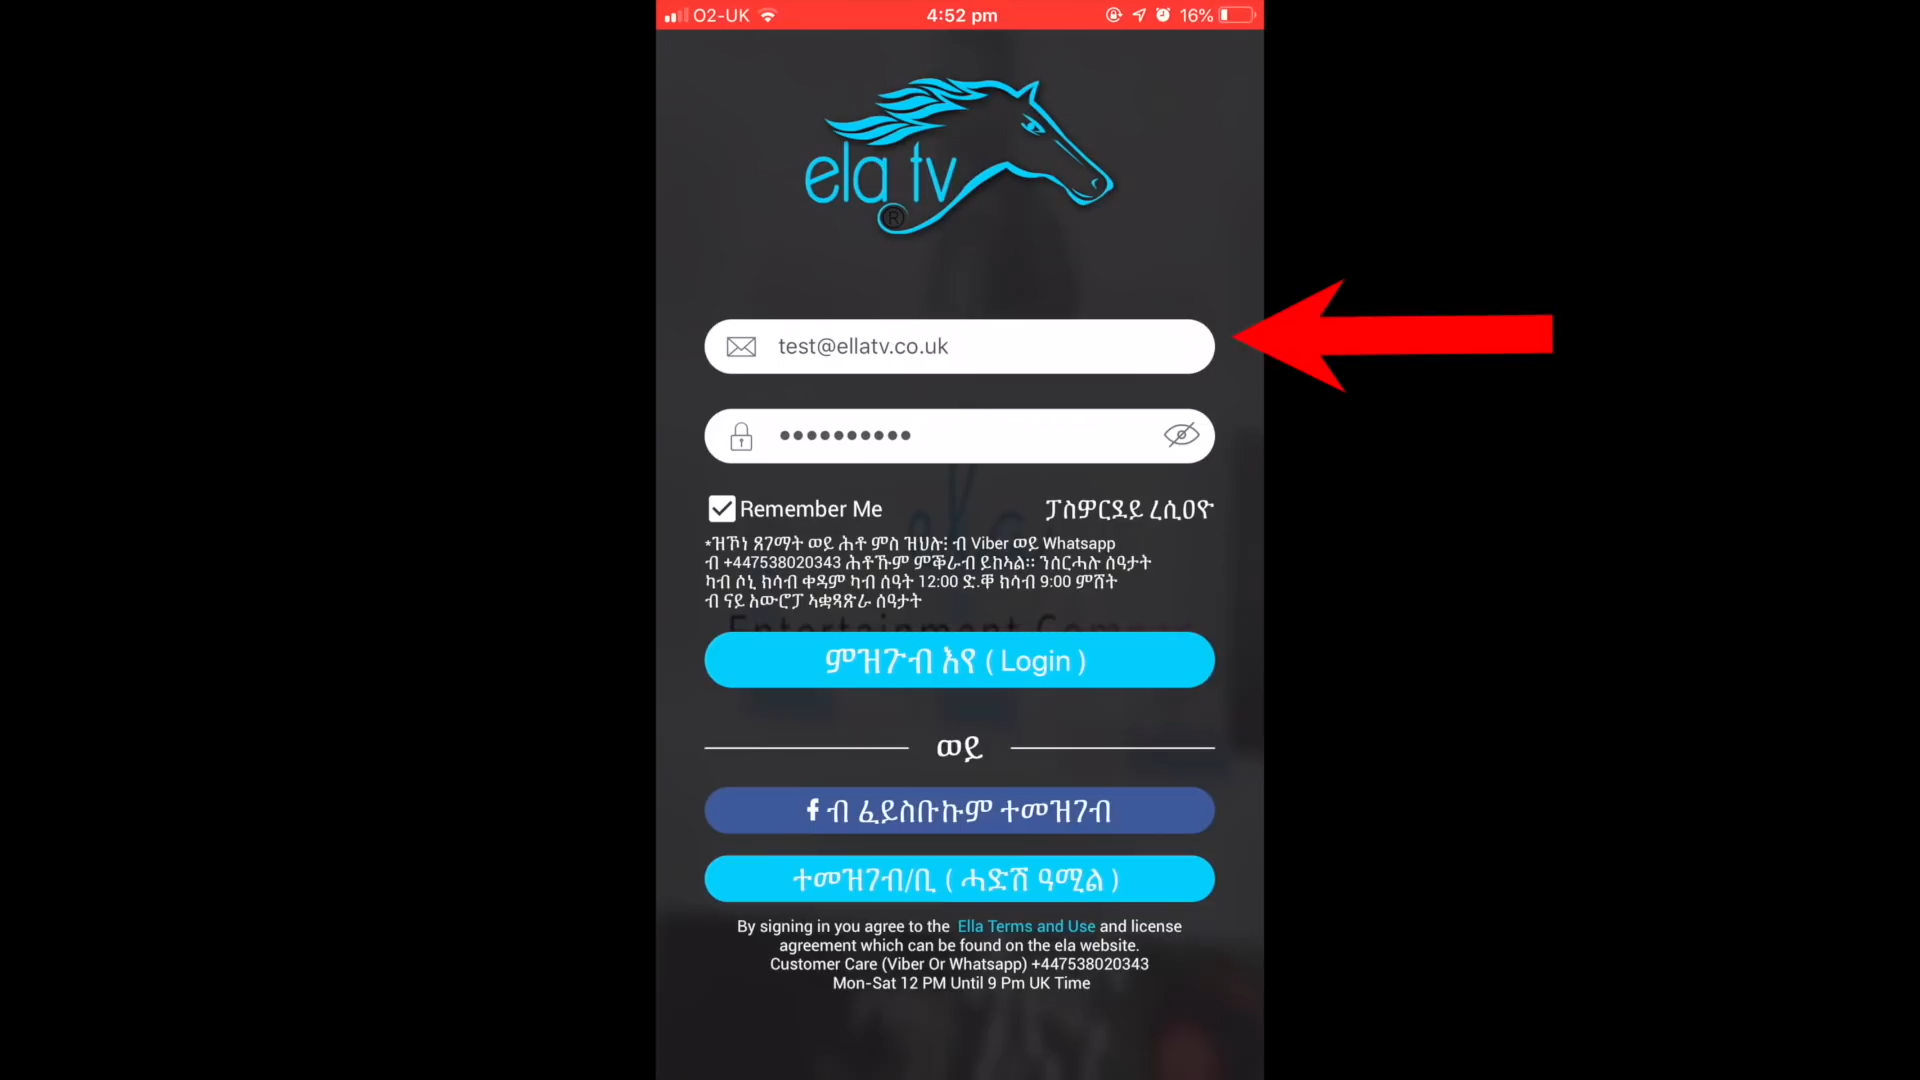 O2-UK
4:52 pm
16%
ela tv
®
test@ellatv.co.uk
Remember Me
ፓስዎርደይ ረሲዐዮ
*ዝኾነ ጸገማት ወይ ሕቶ ምስ ዝህሉ፤ ብ Viber ወይ Whatsapp
ብ +447538020343 ሕቶኹም ምቕራብ ይከኣል። ንሰርሓሉ ሰዓታት
ካብ ሶኒ ክሳብ ቀዳም ካብ ሰዓት 12:00 ድ.ቐ ክሳብ 9:00 ምሸት
ብ ናይ አውሮፓ ኣቋጻጽራ ሰዓታት
ምዝጉብ እየ ( Login )
ወይ
f ብ ፈይስቡኩም ተመዝገብ
ተመዝገብ/ቢ ( ሓድሽ ዓሚል )
By signing in you agree to the Ella Terms and Use and license
agreement which can be found on the ela website.
Customer Care (Viber Or Whatsapp) +447538020343
Mon-Sat 12 PM Until 9 Pm UK Time